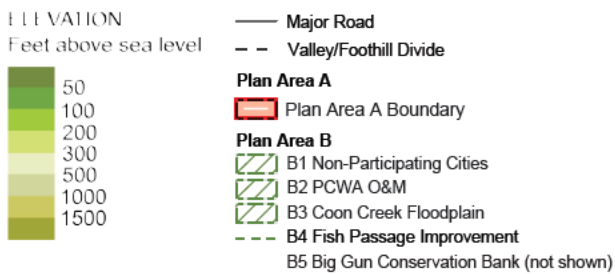 ELEVATION
Feet above sea level
50
100
200
300
500
1000
1500
Major Road
Valley/Foothill Divide
Plan Area A
Plan Area A Boundary
Plan Area B
B1 Non-Participating Cities
B2 PCWA O&M
B3 Coon Creek Floodplain
B4 Fish Passage Improvement
B5 Big Gun Conservation Bank (not shown)